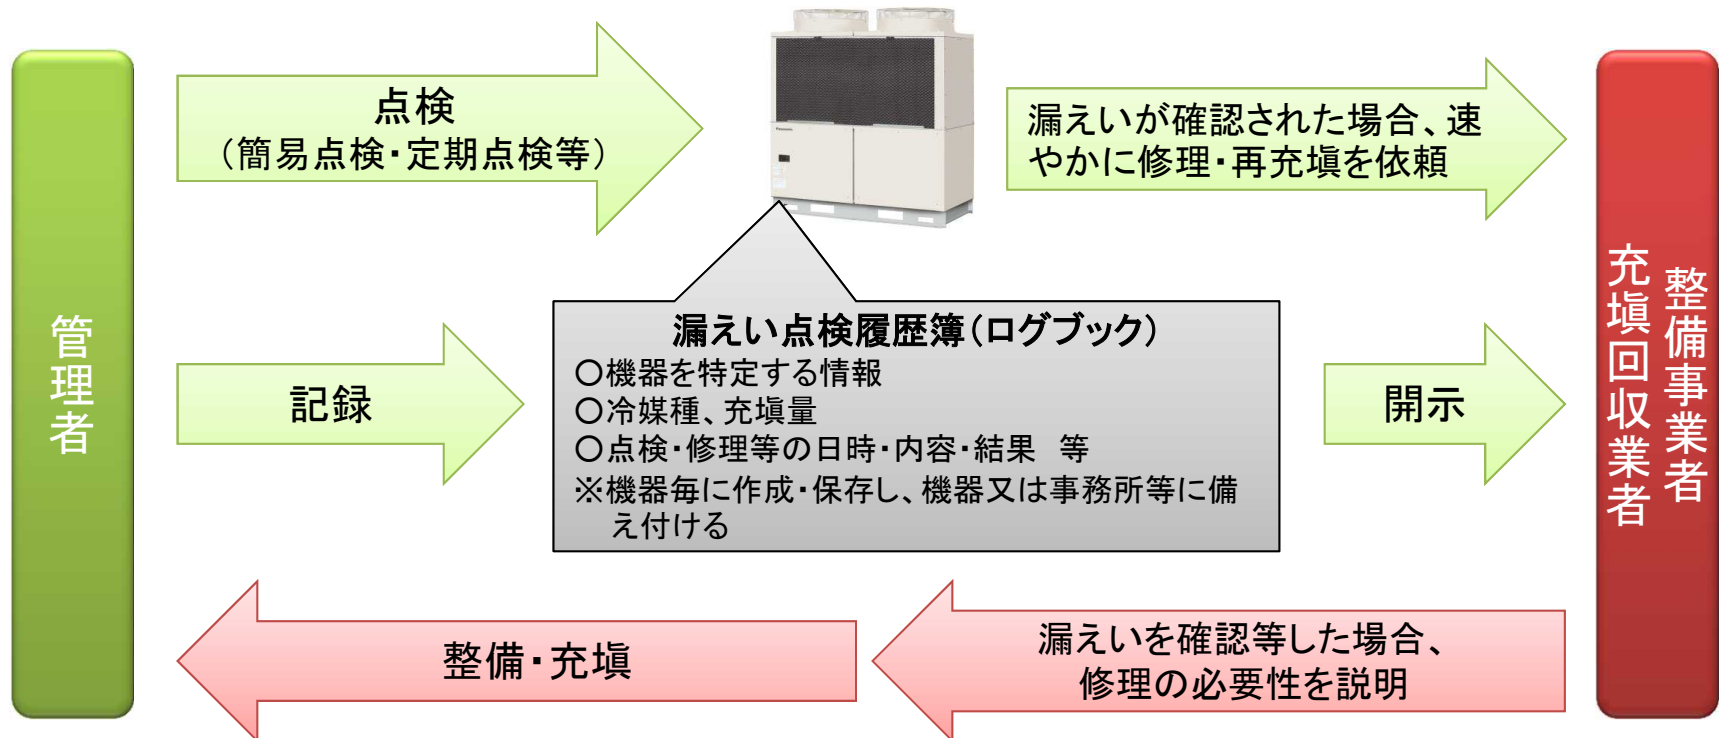 管理者
点検
（簡易点検・定期点検等）
漏えいが確認された場合、速
やかに修理・再充塡を依頼
記録
漏えい点検履歴簿（ログブック）
○機器を特定する情報
○冷媒種、充塡量
○点検・修理等の日時・内容・結果　等
※機器毎に作成・保存し、機器又は事務所等に備
え付ける
開示
整備・充塡
漏えいを確認等した場合、
修理の必要性を説明
整備事業者
充塡回収業者
Panasonic